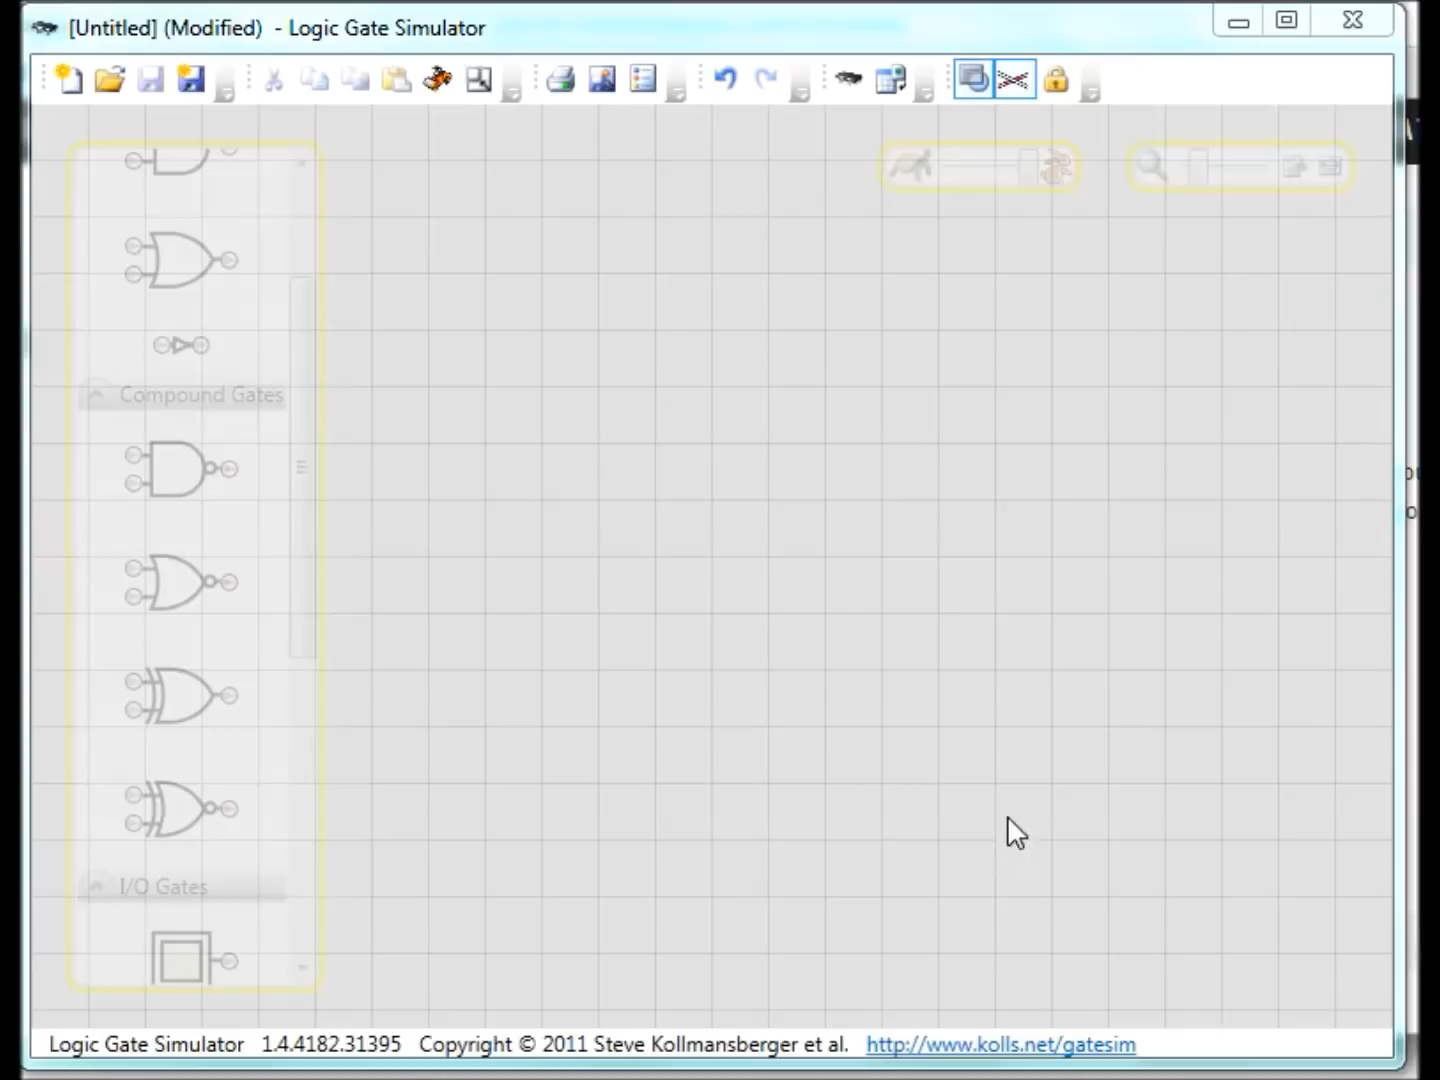 [Untitled] (Modified) - Logic Gate Simulator
Compound Gates
I/O Gates
Logic Gate Simulator 1.4.4182.31395 Copyright © 2011 Steve Kollmansberger et al. http://www.kolls.net/gatesim